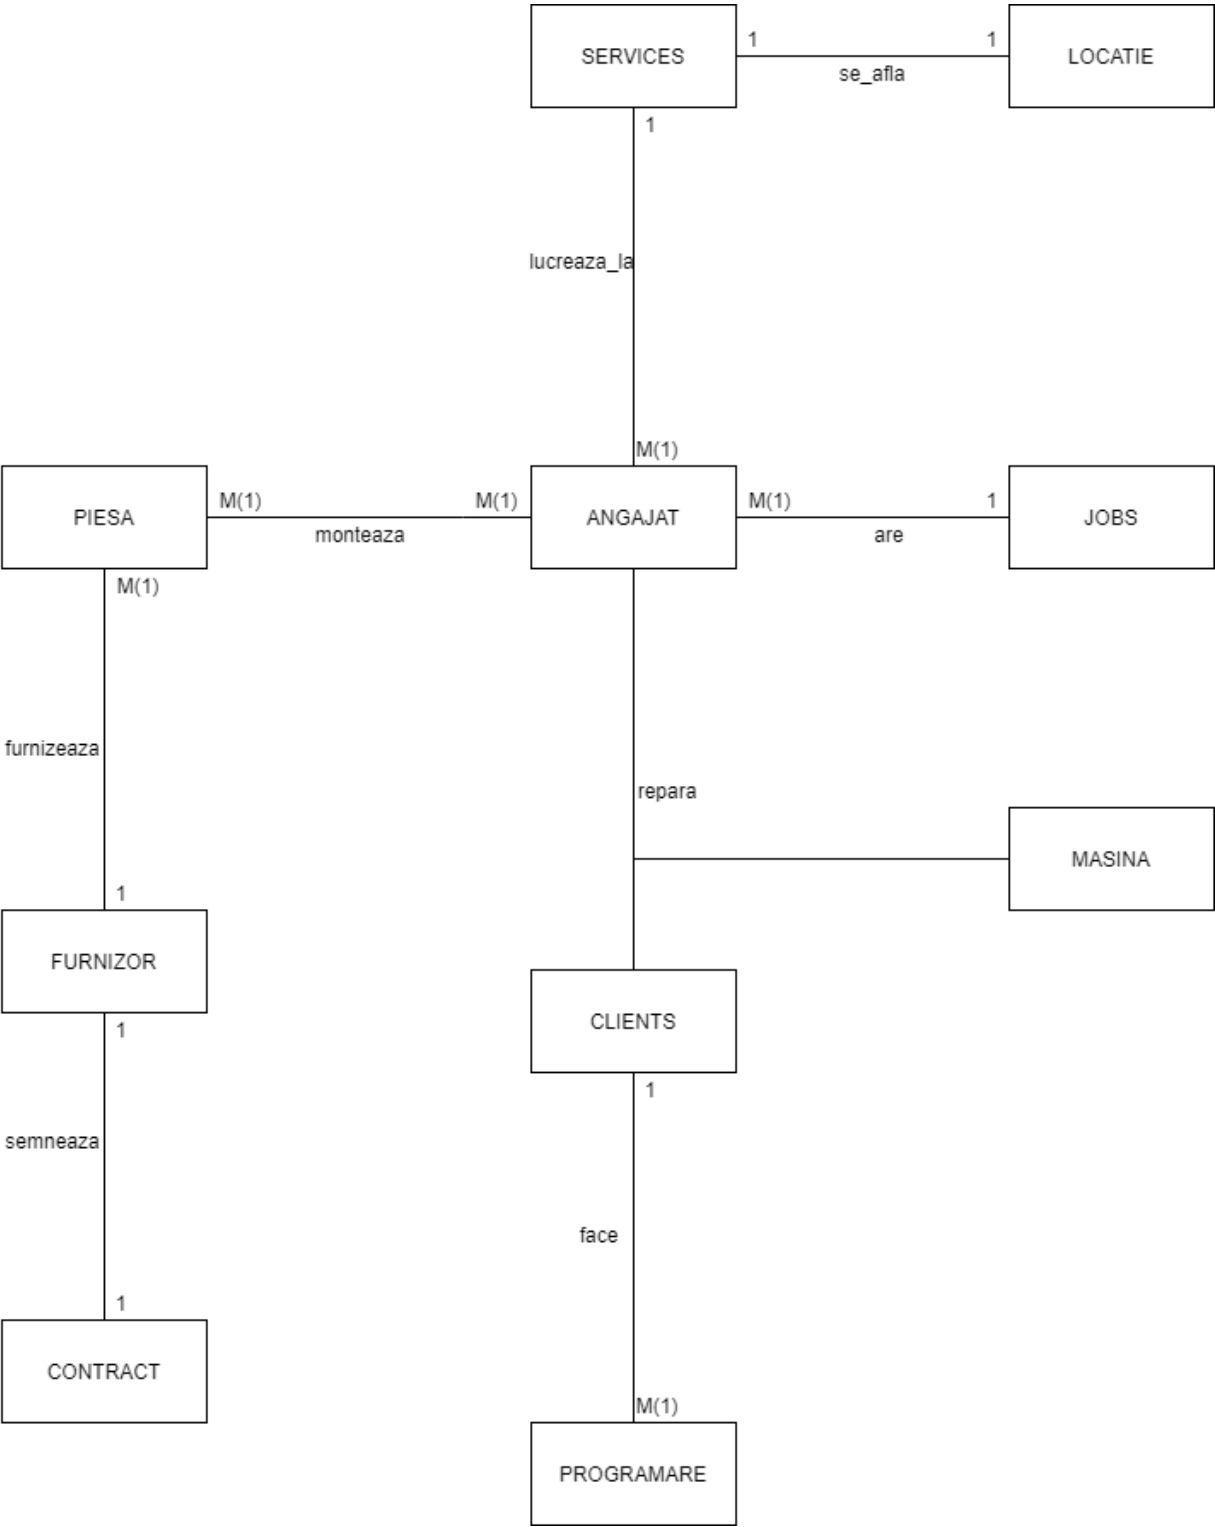 SERVICES
1
1
se_afla
LOCATIE
1
lucreaza_la
M(1)
PIESA
M(1)
M(1)
monteaza
ANGAJAT
M(1)
1
are
JOBS
M(1)
furnizeaza
repara
MASINA
1
FURNIZOR
1
CLIENTS
1
semneaza
face
1
CONTRACT
M(1)
PROGRAMARE